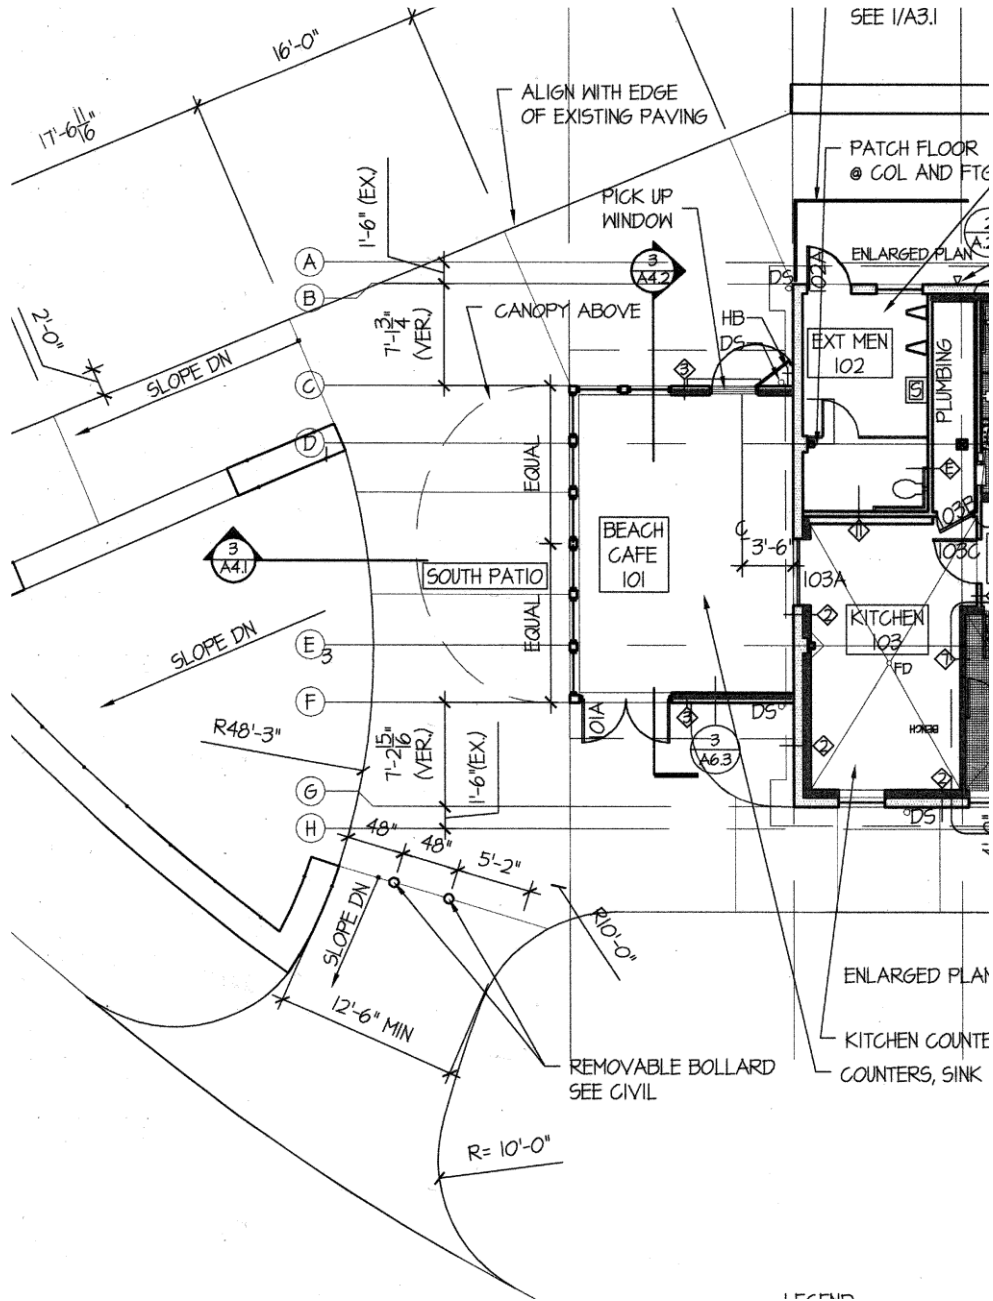 SEE 1/A3.1
16'-0"
17'-6 11/16"
ALIGN WITH EDGE
OF EXISTING PAVING
PATCH FLOOR
@ COL AND FTG
1'-6" (EX.)
PICK UP
WINDOW
A
B
3
A4.2
ENLARGED PLAN
102A
DS
2'-0"
7'-1 3/4"
(VER.)
CANOPY ABOVE
HB
DS
EXT MEN
102
PLUMBING
SLOPE DN
C
3
S
D
EQUAL
E
103B
1
BEACH
CAFE
101
C
3'-6"
103A
103C
3
A4.1
SOUTH PATIO
EQUAL
2
KITCHEN
103
SLOPE DN
E
3
FD
7
F
101A
3
DS
BENCH
R48'-3"
7'-2 15/16"
(VER.)
1'-6"(EX.)
3
A6.3
2
2
G
H
48"
48"
5'-2"
DS
SLOPE DN
R10'-0"
12'-6" MIN
ENLARGED PLAN
KITCHEN COUNTE
COUNTERS, SINK
REMOVABLE BOLLARD
SEE CIVIL
R= 10'-0"
LEGEND